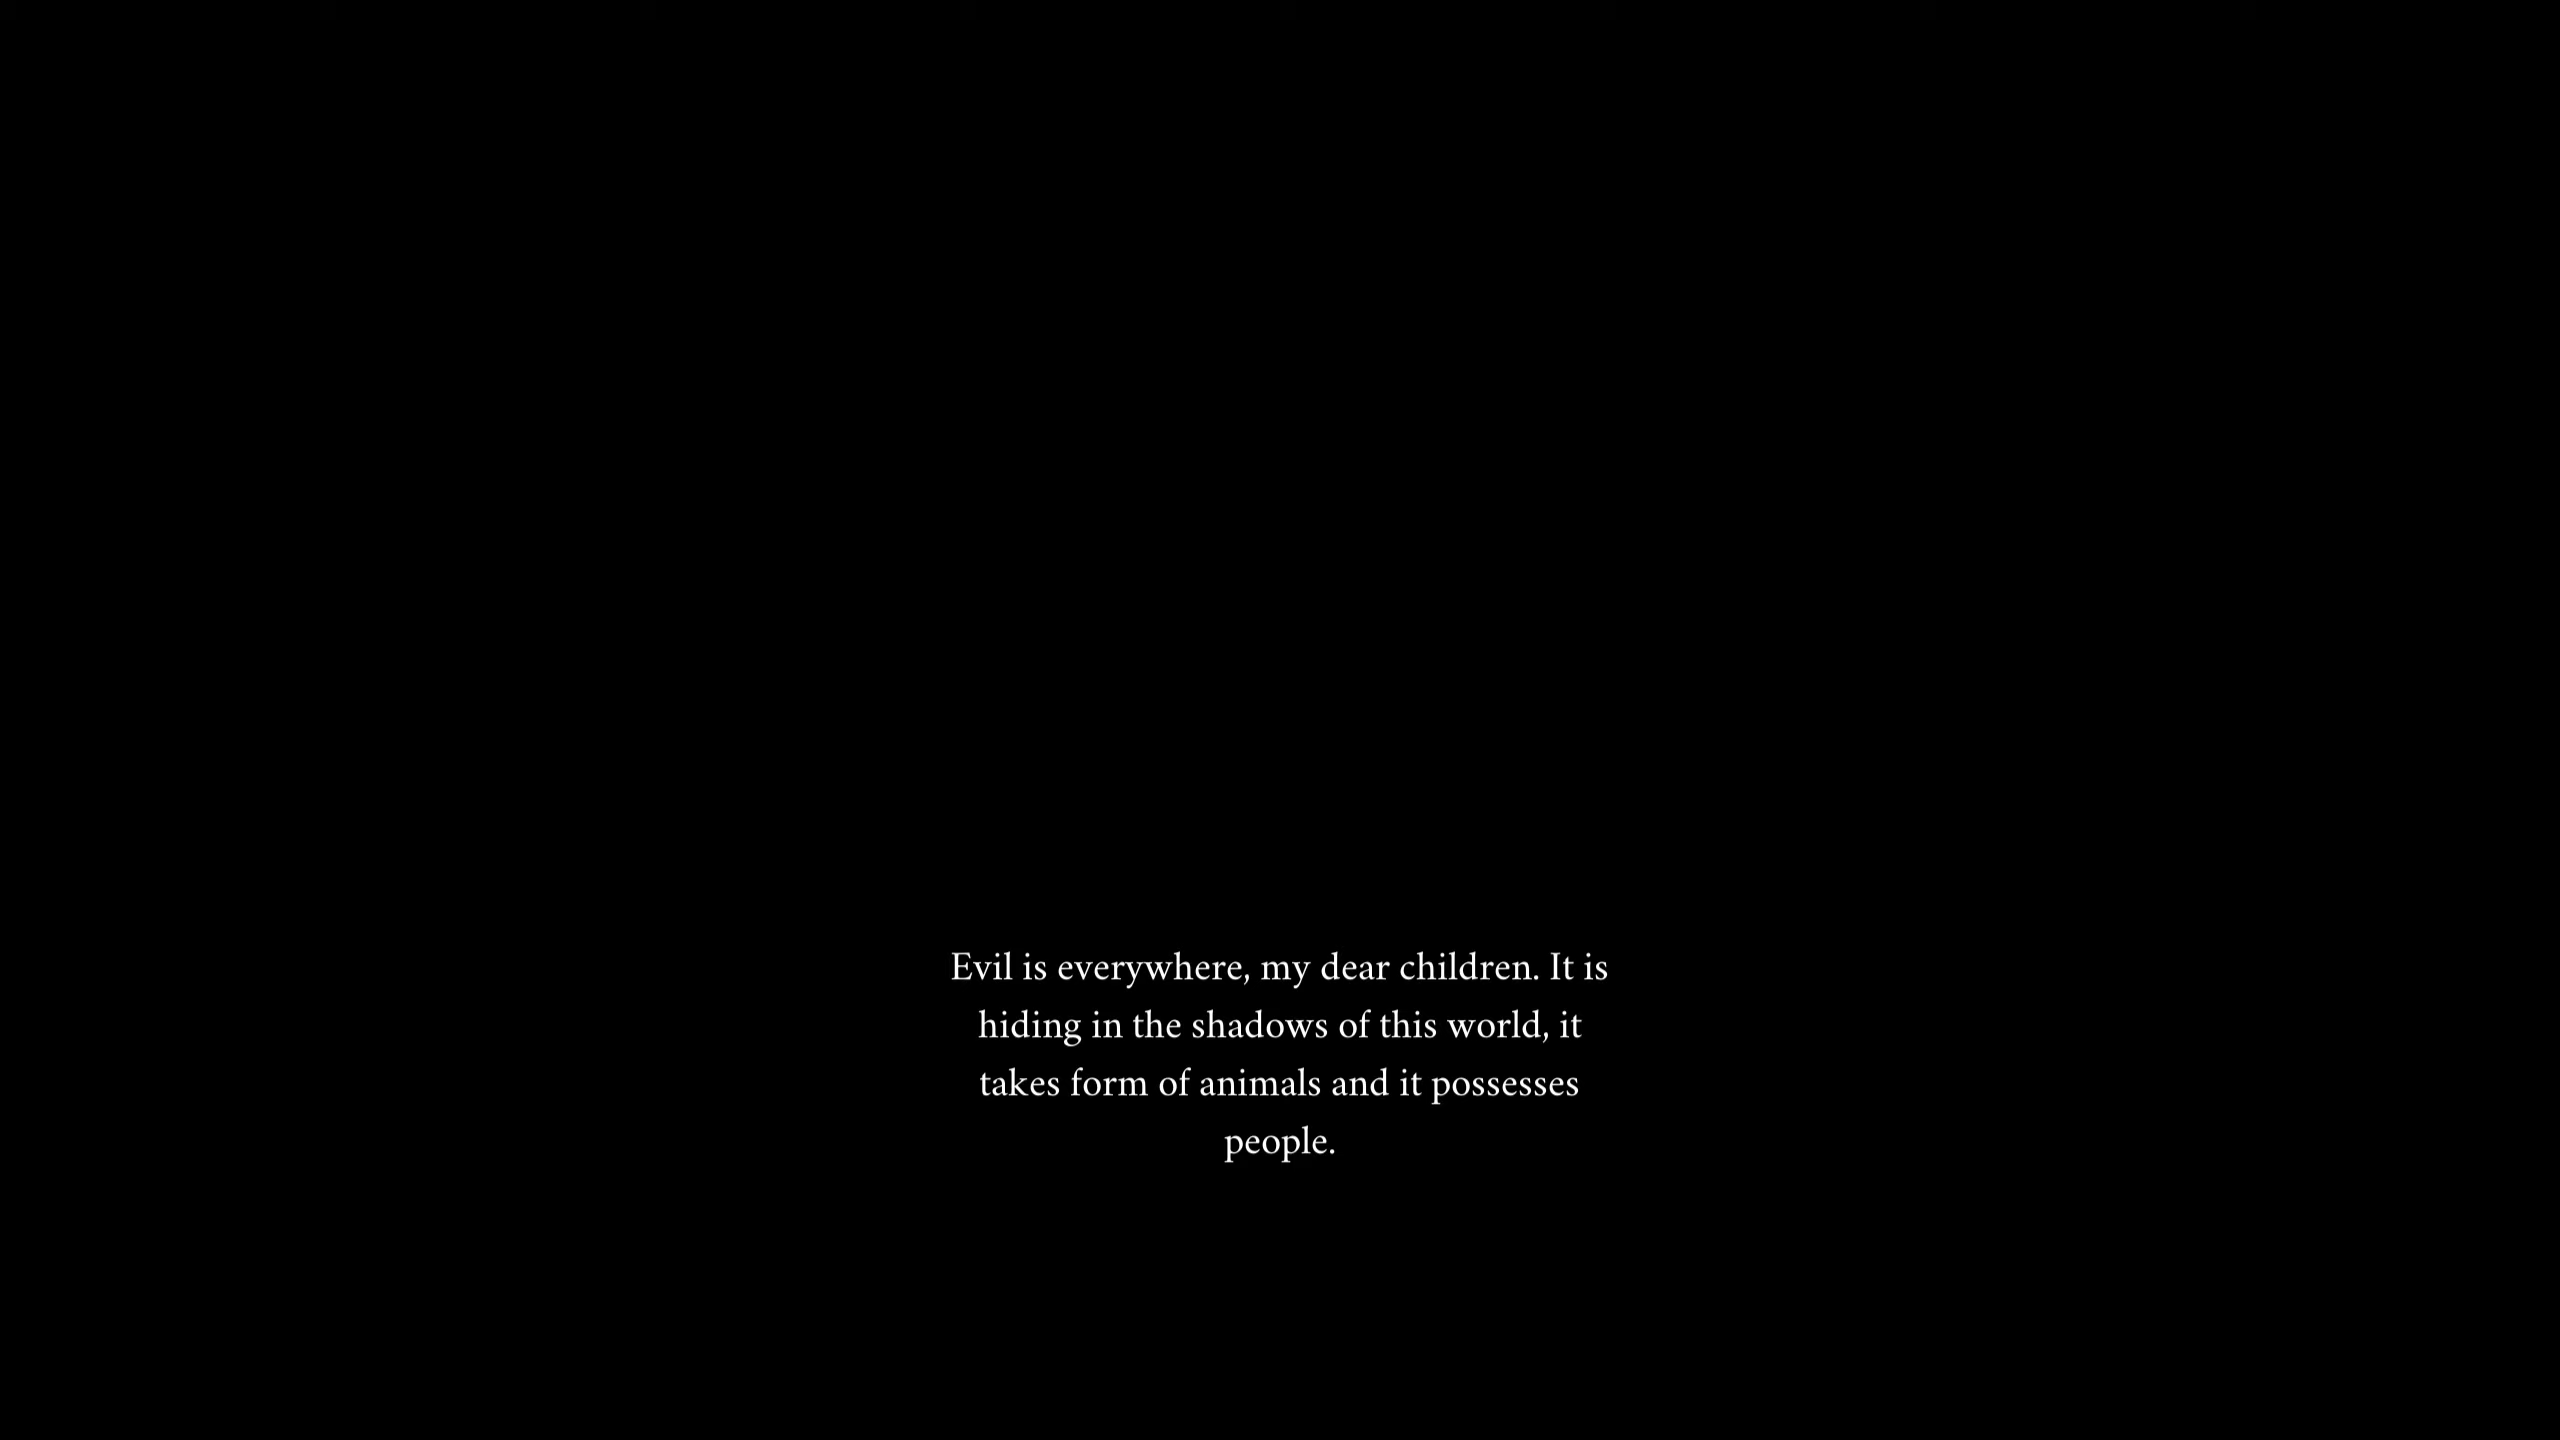 Evil is everywhere, my dear children. It is
hiding in the shadows of this world, it
takes form of animals and it possesses
people.